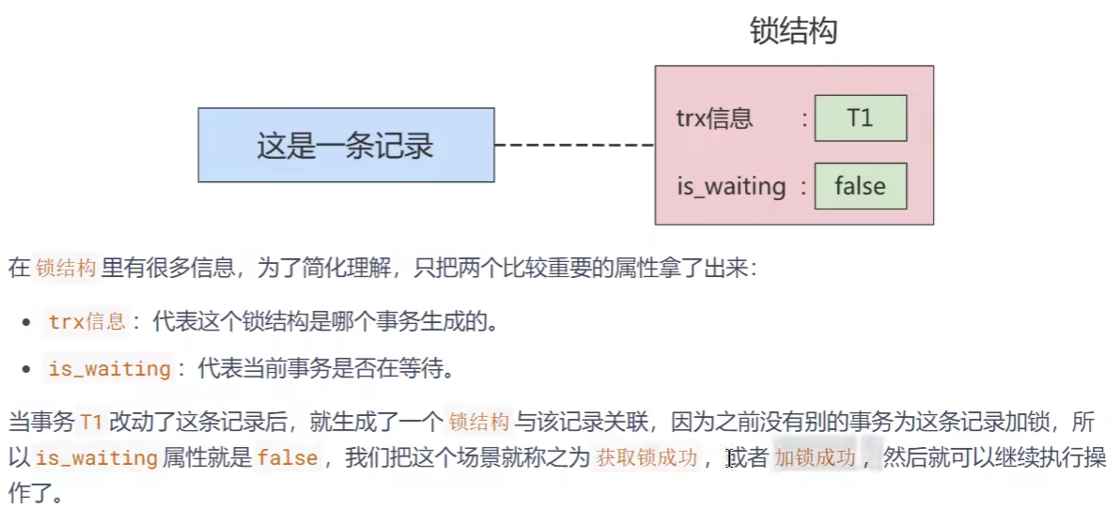 锁结构
这是一条记录
trx信息 : T1
is_waiting : false
在 锁结构 里有很多信息，为了简化理解，只把两个比较重要的属性拿了出来：
• trx信息 ：代表这个锁结构是哪个事务生成的。
• is_waiting ：代表当前事务是否在等待。
当事务 T1 改动了这条记录后，就生成了一个 锁结构 与该记录关联，因为之前没有别的事务为这条记录加锁，所
以 is_waiting 属性就是 false ，我们把这个场景就称之为 获取锁成功 ，或者 加锁成功 ，然后就可以继续执行操
作了。